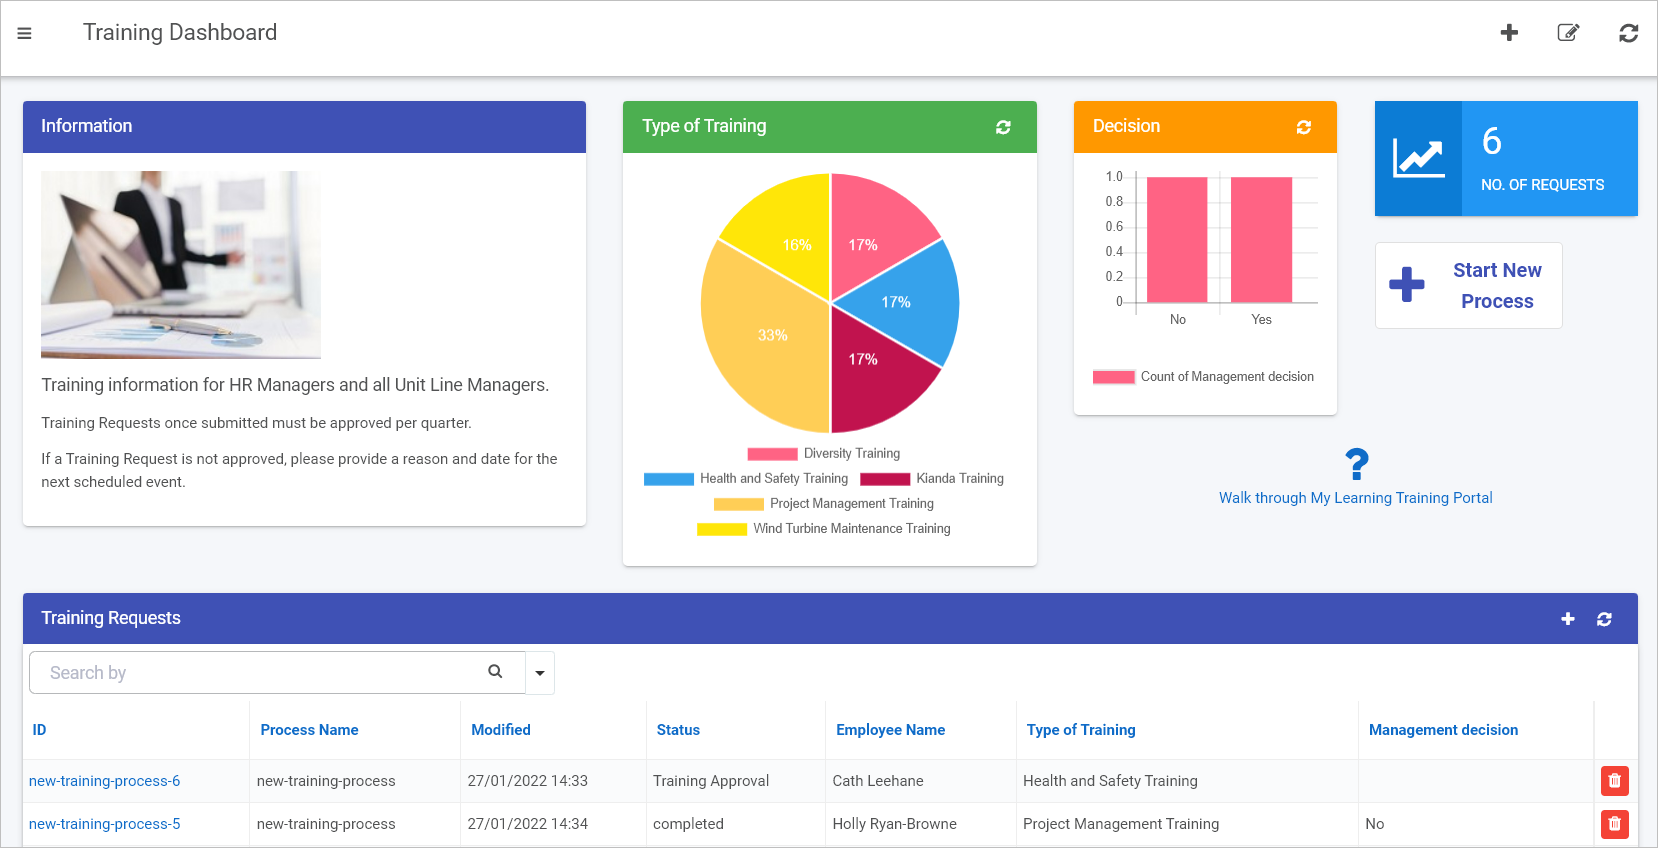 Training Dashboard
Information
Training information for HR Managers and all Unit Line Managers.
Training Requests once submitted must be approved per quarter.
If a Training Request is not approved, please provide a reason and date for the
next scheduled event.
Type of Training
16%
17%
17%
33%
17%
Diversity Training
Health and Safety Training
Kianda Training
Project Management Training
Wind Turbine Maintenance Training
Decision
1.0
0.8
0.6
0.4
0.2
0
No
Yes
Count of Management decision
6
NO. OF REQUESTS
Start New
Process
?
Walk through My Learning Training Portal
Training Requests
Search by
ID Process Name Modified Status Employee Name Type of Training Management decision
new-training-process-6 new-training-process 27/01/2022 14:33 Training Approval Cath Leehane Health and Safety Training
new-training-process-5 new-training-process 27/01/2022 14:34 completed Holly Ryan-Browne Project Management Training No